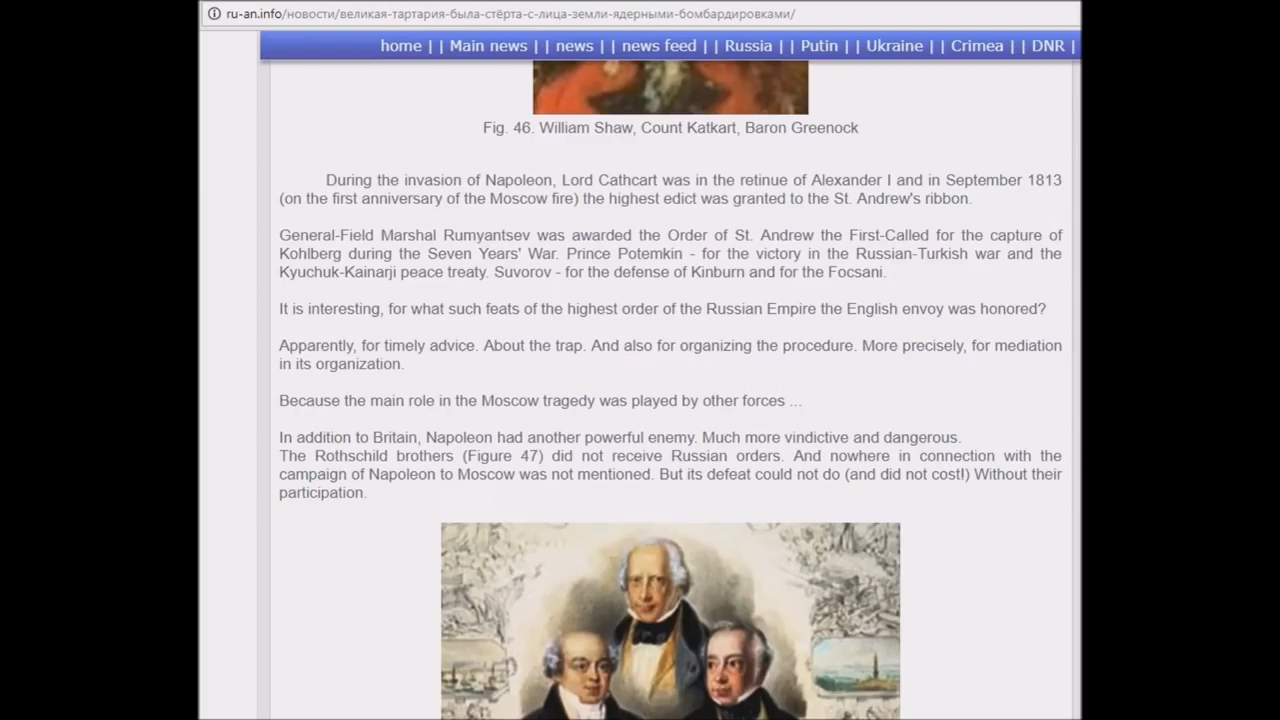 ru-an.info/новости/великая-тартария-была-стёрта-с-лица-земли-ядерными-бомбардировками/
home | | Main news | | news | | news feed | | Russia | | Putin | | Ukraine | | Crimea | | DNR |
Fig. 46. William Shaw, Count Katkart, Baron Greenock
During the invasion of Napoleon, Lord Cathcart was in the retinue of Alexander I and in September 1813
(on the first anniversary of the Moscow fire) the highest edict was granted to the St. Andrew's ribbon.
General-Field Marshal Rumyantsev was awarded the Order of St. Andrew the First-Called for the capture of
Kohlberg during the Seven Years' War. Prince Potemkin - for the victory in the Russian-Turkish war and the
Kyuchuk-Kainarji peace treaty. Suvorov - for the defense of Kinburn and for the Focsani.
It is interesting, for what such feats of the highest order of the Russian Empire the English envoy was honored?
Apparently, for timely advice. About the trap. And also for organizing the procedure. More precisely, for mediation
in its organization.
Because the main role in the Moscow tragedy was played by other forces ...
In addition to Britain, Napoleon had another powerful enemy. Much more vindictive and dangerous.
The Rothschild brothers (Figure 47) did not receive Russian orders. And nowhere in connection with the
campaign of Napoleon to Moscow was not mentioned. But its defeat could not do (and did not cost!) Without their
participation.